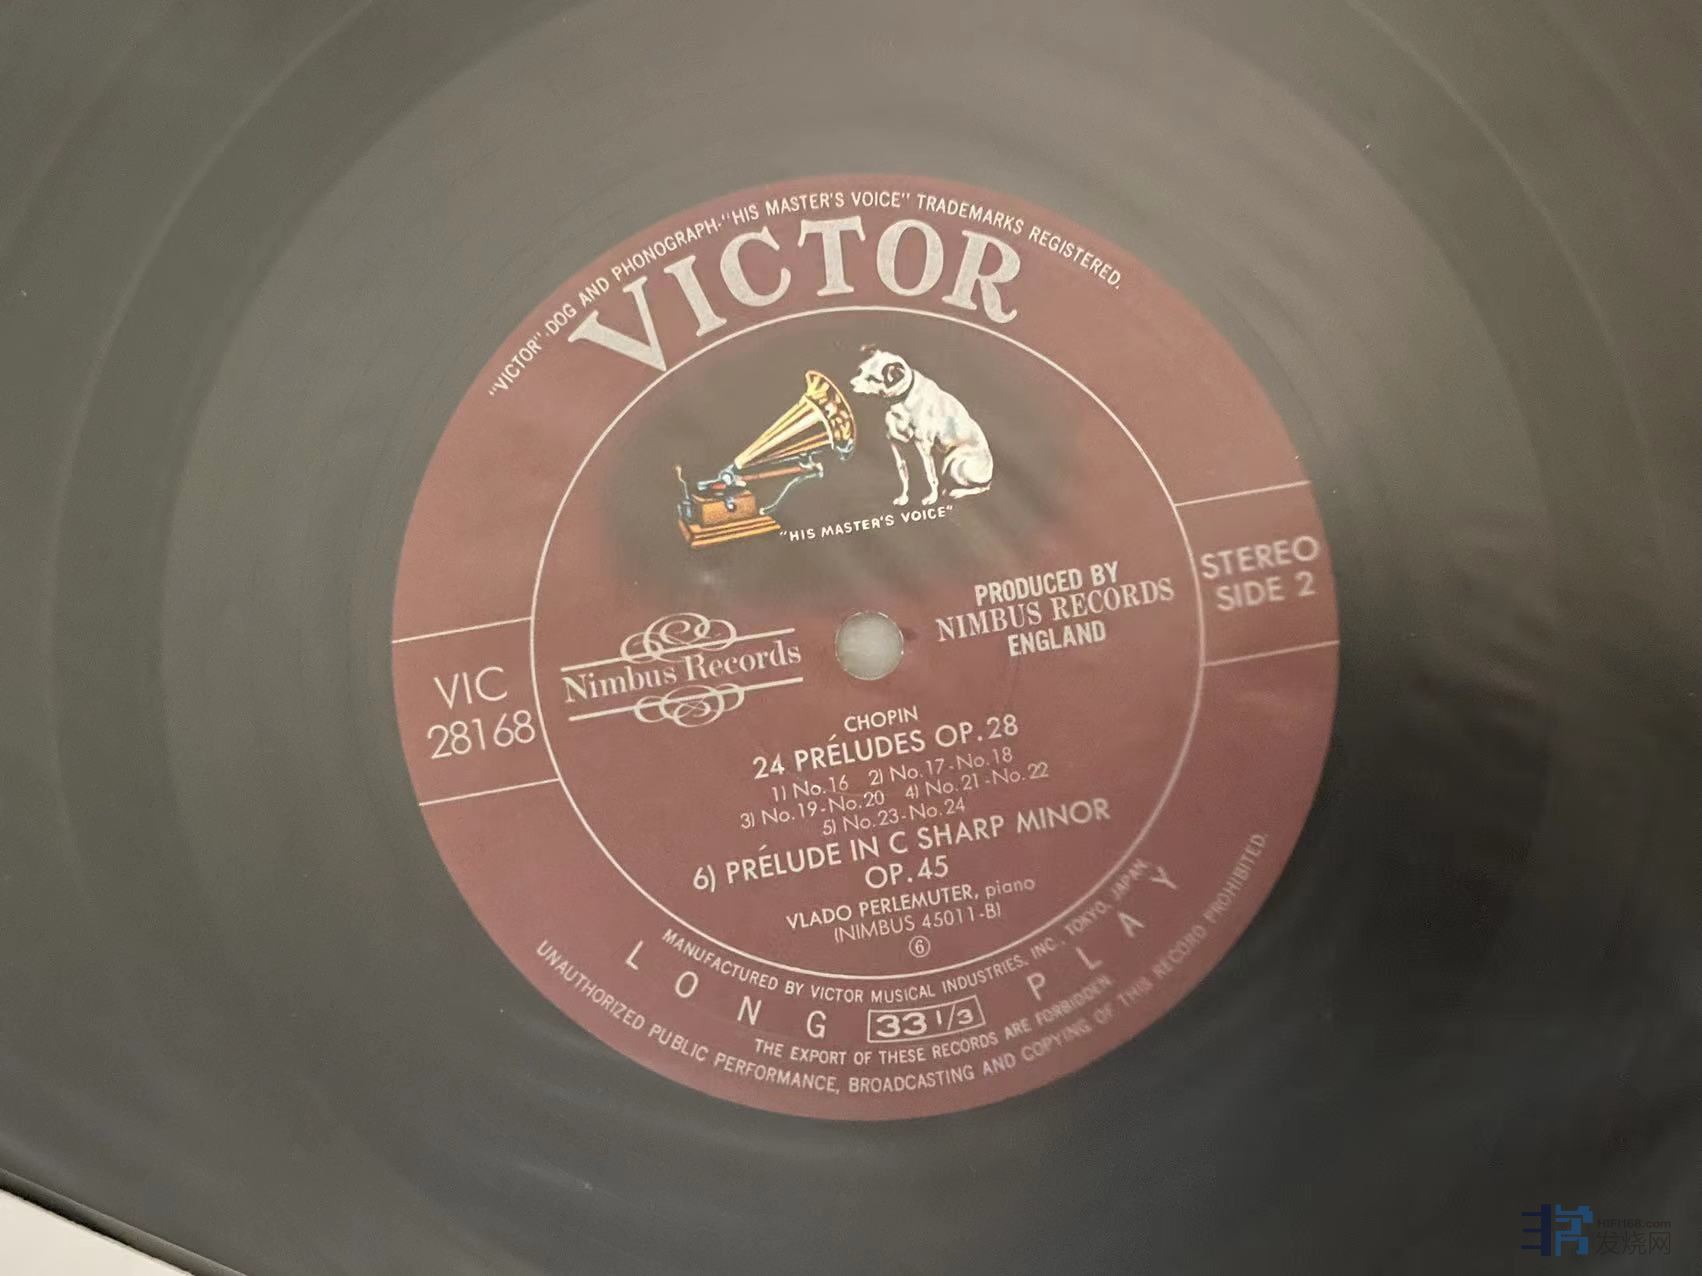 "VICTOR"·DOG AND PHONOGRAPH·"HIS MASTER'S VOICE" TRADEMARKS REGISTERED.
VICTOR
"HIS MASTER'S VOICE"
PRODUCED BY
NIMBUS RECORDS
ENGLAND
STEREO
SIDE 2
Nimbus Records
VIC
28168
CHOPIN
24 PRÉLUDES OP.28
1) No.16 2) No.17-No.18
3) No.19-No.20 4) No.21-No.22
5) No.23-No.24
6) PRÉLUDE IN C SHARP MINOR
OP.45
VLADO PERLEMUTER, piano
(NIMBUS 45011-B)
⑥
MANUFACTURED BY VICTOR MUSICAL INDUSTRIES, INC., TOKYO, JAPAN
LONG 33 1/3 PLAY
THE EXPORT OF THESE RECORDS ARE FORBIDDEN.
UNAUTHORIZED PUBLIC PERFORMANCE, BROADCASTING AND COPYING OF THIS RECORD PROHIBITED.
HIFI168.com
发烧网